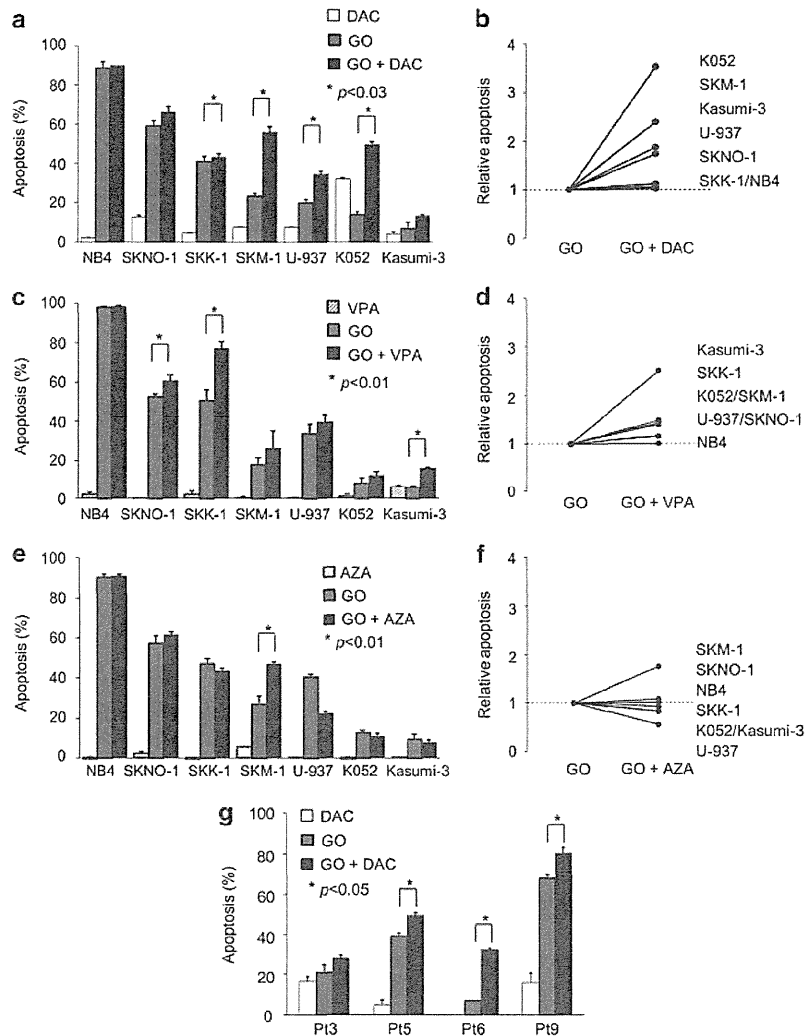 a
Apoptosis (%)
100
80
60
40
20
0
DAC
GO
GO + DAC
* p<0.03
*
*
*
*
NB4 SKNO-1 SKK-1 SKM-1 U-937 K052 Kasumi-3
b
Relative apoptosis
4
3
2
1
0
K052
SKM-1
Kasumi-3
U-937
SKNO-1
SKK-1/NB4
GO GO + DAC
c
Apoptosis (%)
100
80
60
40
20
0
VPA
GO
GO + VPA
* p<0.01
*
*
*
NB4 SKNO-1 SKK-1 SKM-1 U-937 K052 Kasumi-3
d
Relative apoptosis
4
3
2
1
0
Kasumi-3
SKK-1
K052/SKM-1
U-937/SKNO-1
NB4
GO GO + VPA
e
Apoptosis (%)
100
80
60
40
20
0
AZA
GO
GO + AZA
* p<0.01
*
NB4 SKNO-1 SKK-1 SKM-1 U-937 K052 Kasumi-3
f
Relative apoptosis
4
3
2
1
0
SKM-1
SKNO-1
NB4
SKK-1
K052/Kasumi-3
U-937
GO GO + AZA
g
Apoptosis (%)
100
80
60
40
20
0
DAC
GO
GO + DAC
* p<0.05
*
*
*
Pt3 Pt5 Pt6 Pt9